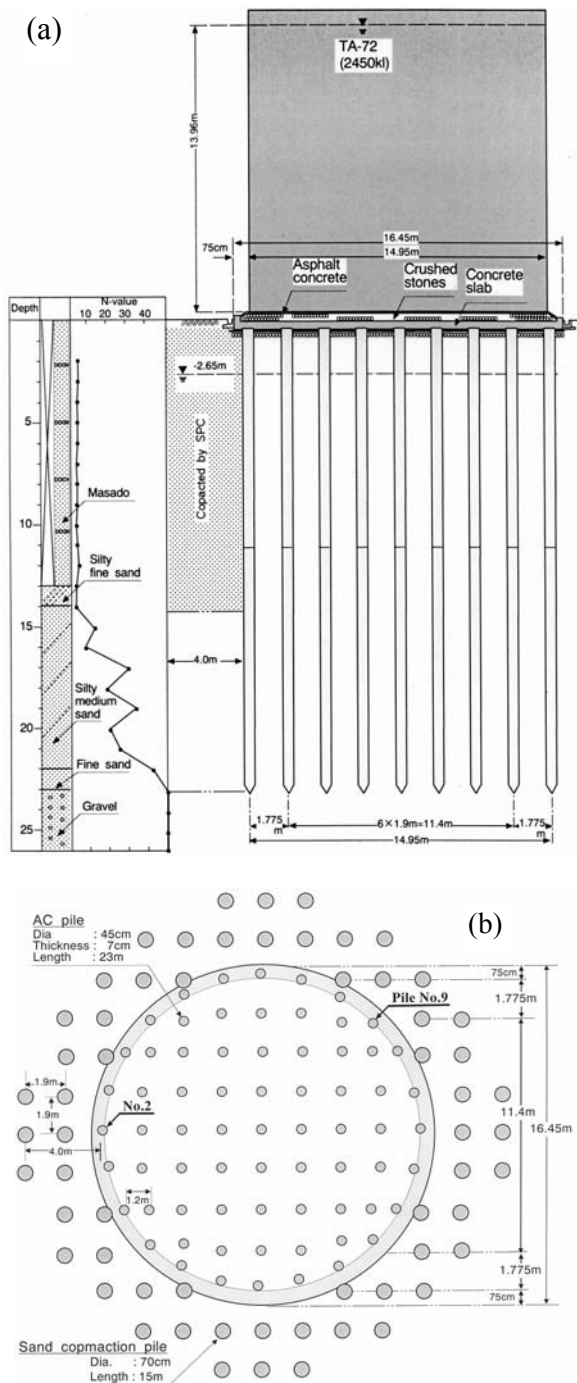 (a)
TA-72
(2450kl)
13.96m
16.45m
14.95m
75cm
Asphalt
concrete
Crushed
stones
Concrete
slab
Depth
N-value
10 20 30 40
-2.65m
5
Copacted by SPC
Masado
10
Silty
fine sand
15
4.0m
Silty
medium
sand
20
Fine sand
Gravel
25
1.775
m
6×1.9m=11.4m
1.775
m
14.95m
(b)
AC pile
Dia : 45cm
Thickness : 7cm
Length : 23m
75cm
1.775m
Pile No.9
1.9m
1.9m
No.2
4.0m
11.4m
16.45m
1.2m
1.775m
75cm
Sand copmaction pile
Dia. : 70cm
Length : 15m